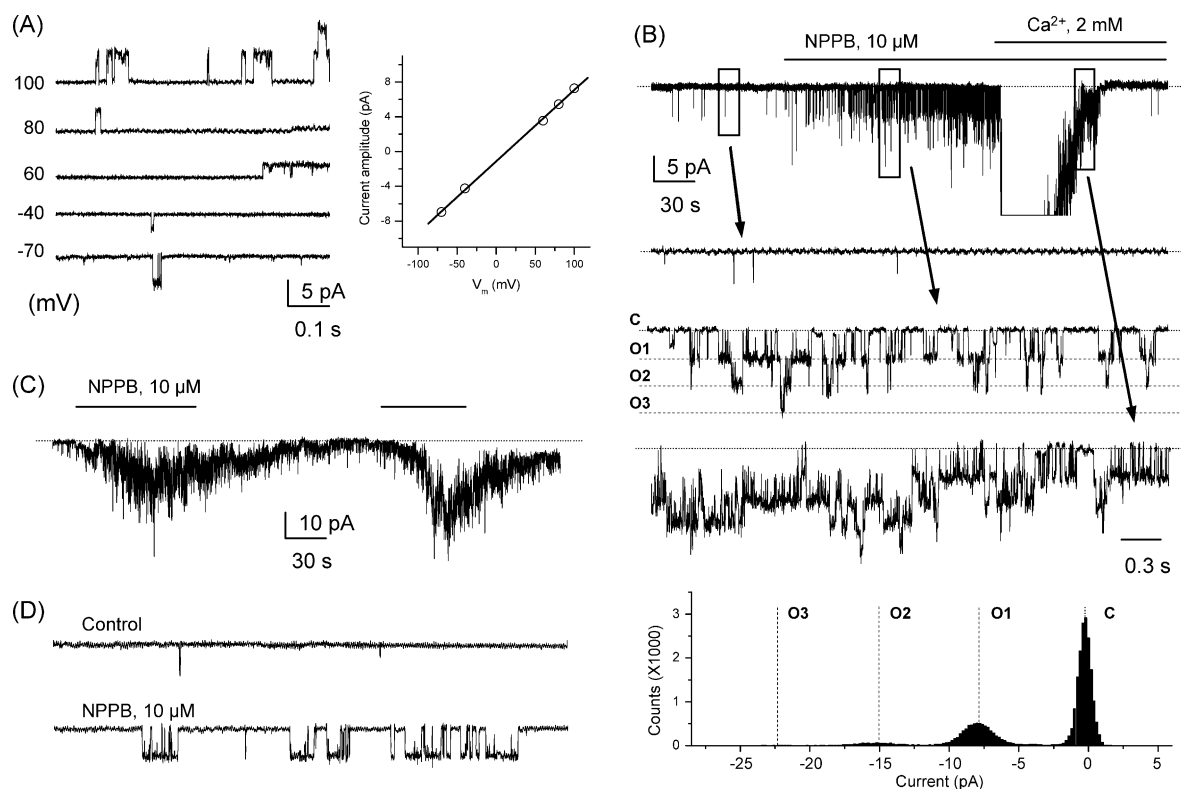 (A)
100
80
60
-40
-70
(mV)
5 pA
0.1 s
Current amplitude (pA)
8
4
0
-4
-8
-100 -50 0 50 100
Vm (mV)
(B)
NPPB, 10 µM
Ca2+, 2 mM
5 pA
30 s
C
O1
O2
O3
0.3 s
O3 O2 O1 C
Counts (X1000)
3
2
1
0
-25 -20 -15 -10 -5 0 5
Current (pA)
(C)
NPPB, 10 µM
10 pA
30 s
(D)
Control
NPPB, 10 µM